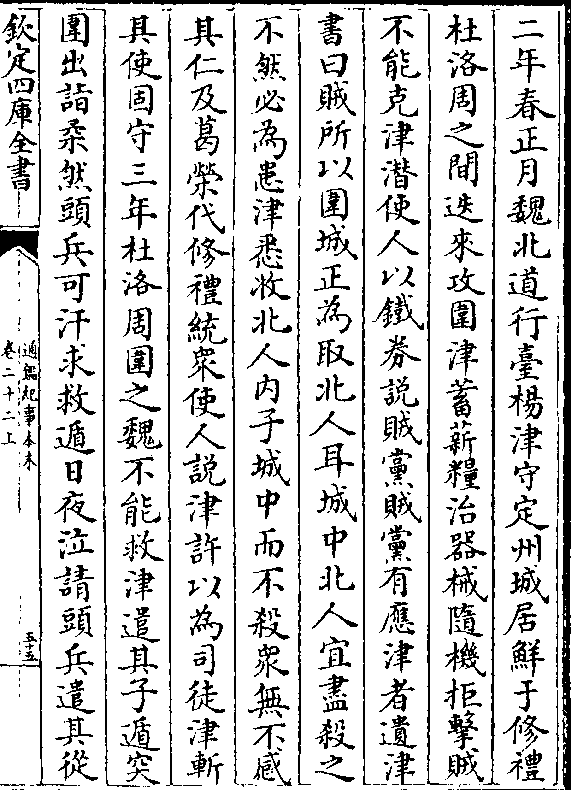 二年春正月魏北道行臺楊津守定州城居鮮于修禮
杜洛周之間迭來攻圍津蓄薪糧治器械隨機拒擊賊
不能克津潛使人以鐵券説賊黨賊黨有應津者遺津
書曰賊所以圍城正為取北人耳城中北人宜盡殺之
不然必為患津悉收北人内子城中而不殺衆無不感
其仁及葛榮代修禮統衆使人説津許以為司徒津斬
其使固守三年杜洛周圍之魏不能救津遣其子遁突
圍出詣柔然頭兵可汗求救遁日夜泣請頭兵遣其從
欽定四庫全書
通鑑紀事本末
卷二十二上
五十五